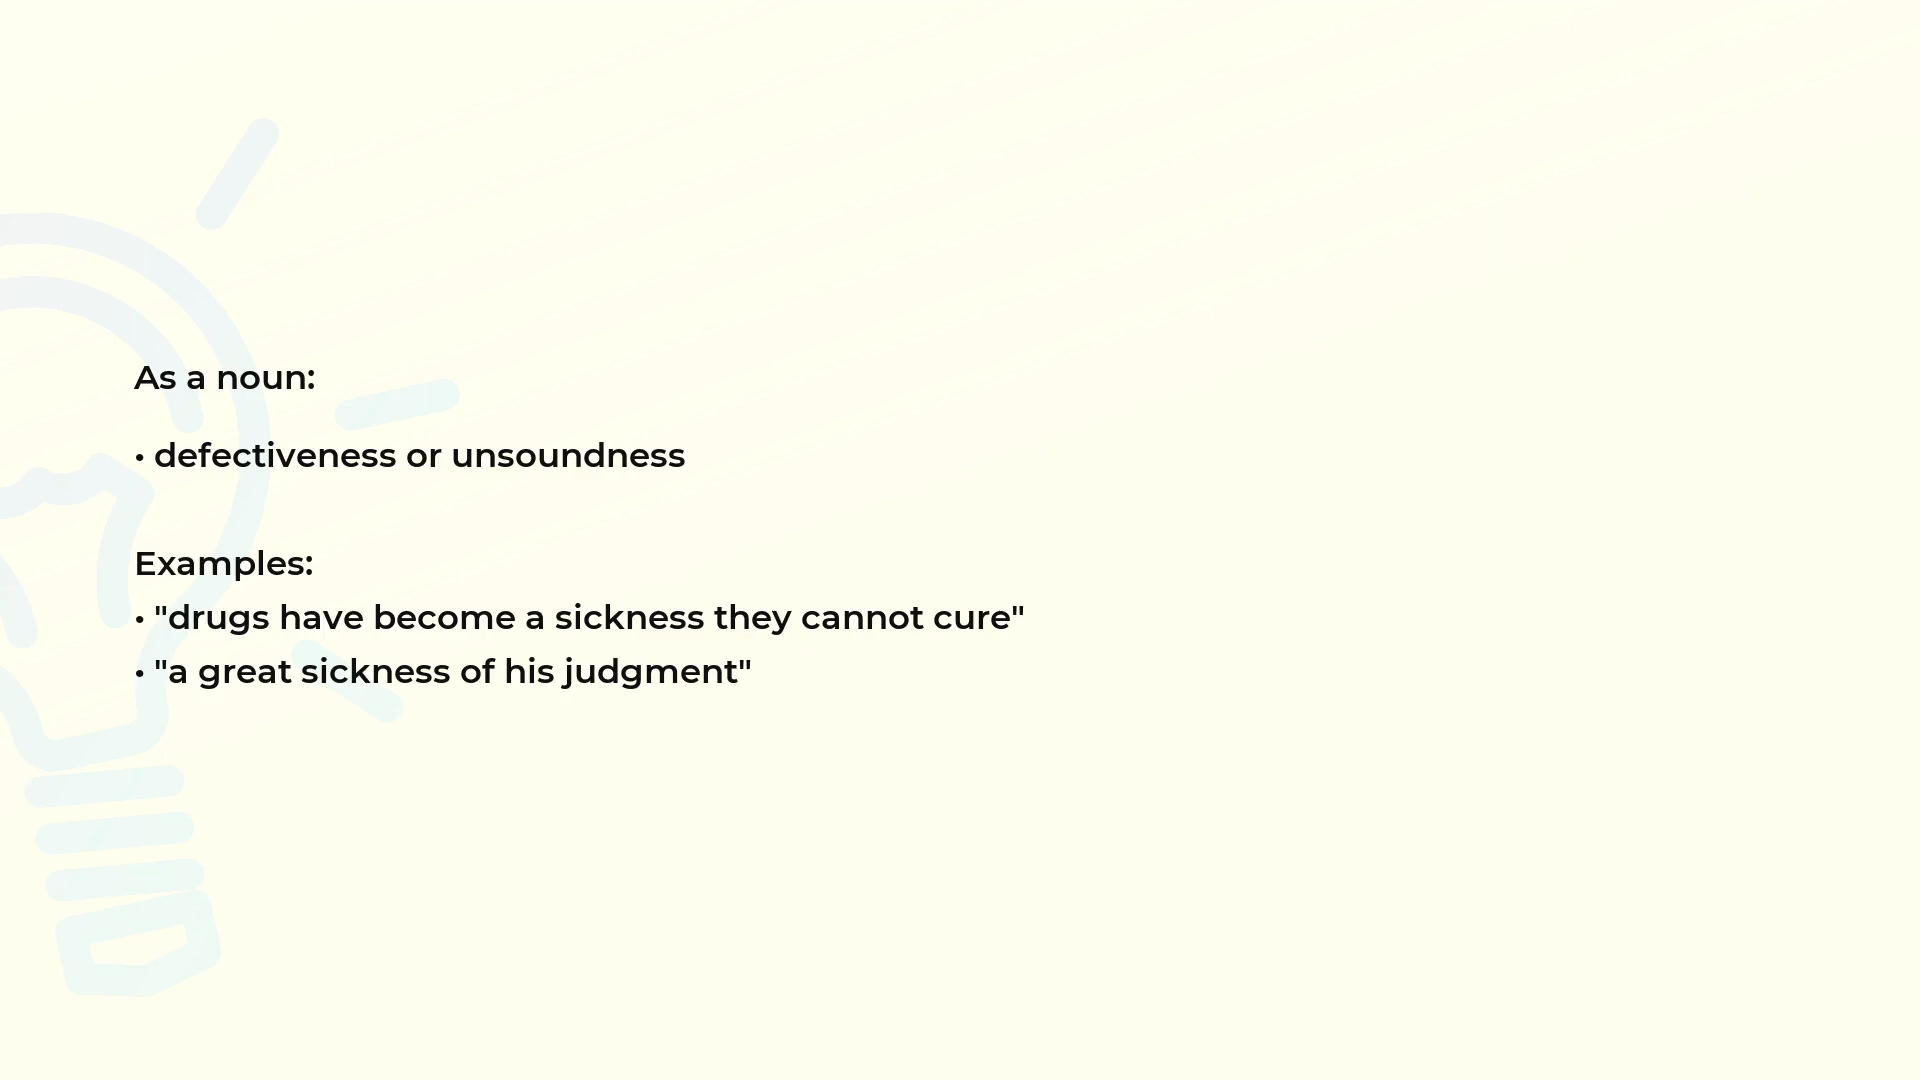 As a noun:
• defectiveness or unsoundness
Examples:
• "drugs have become a sickness they cannot cure"
• "a great sickness of his judgment"